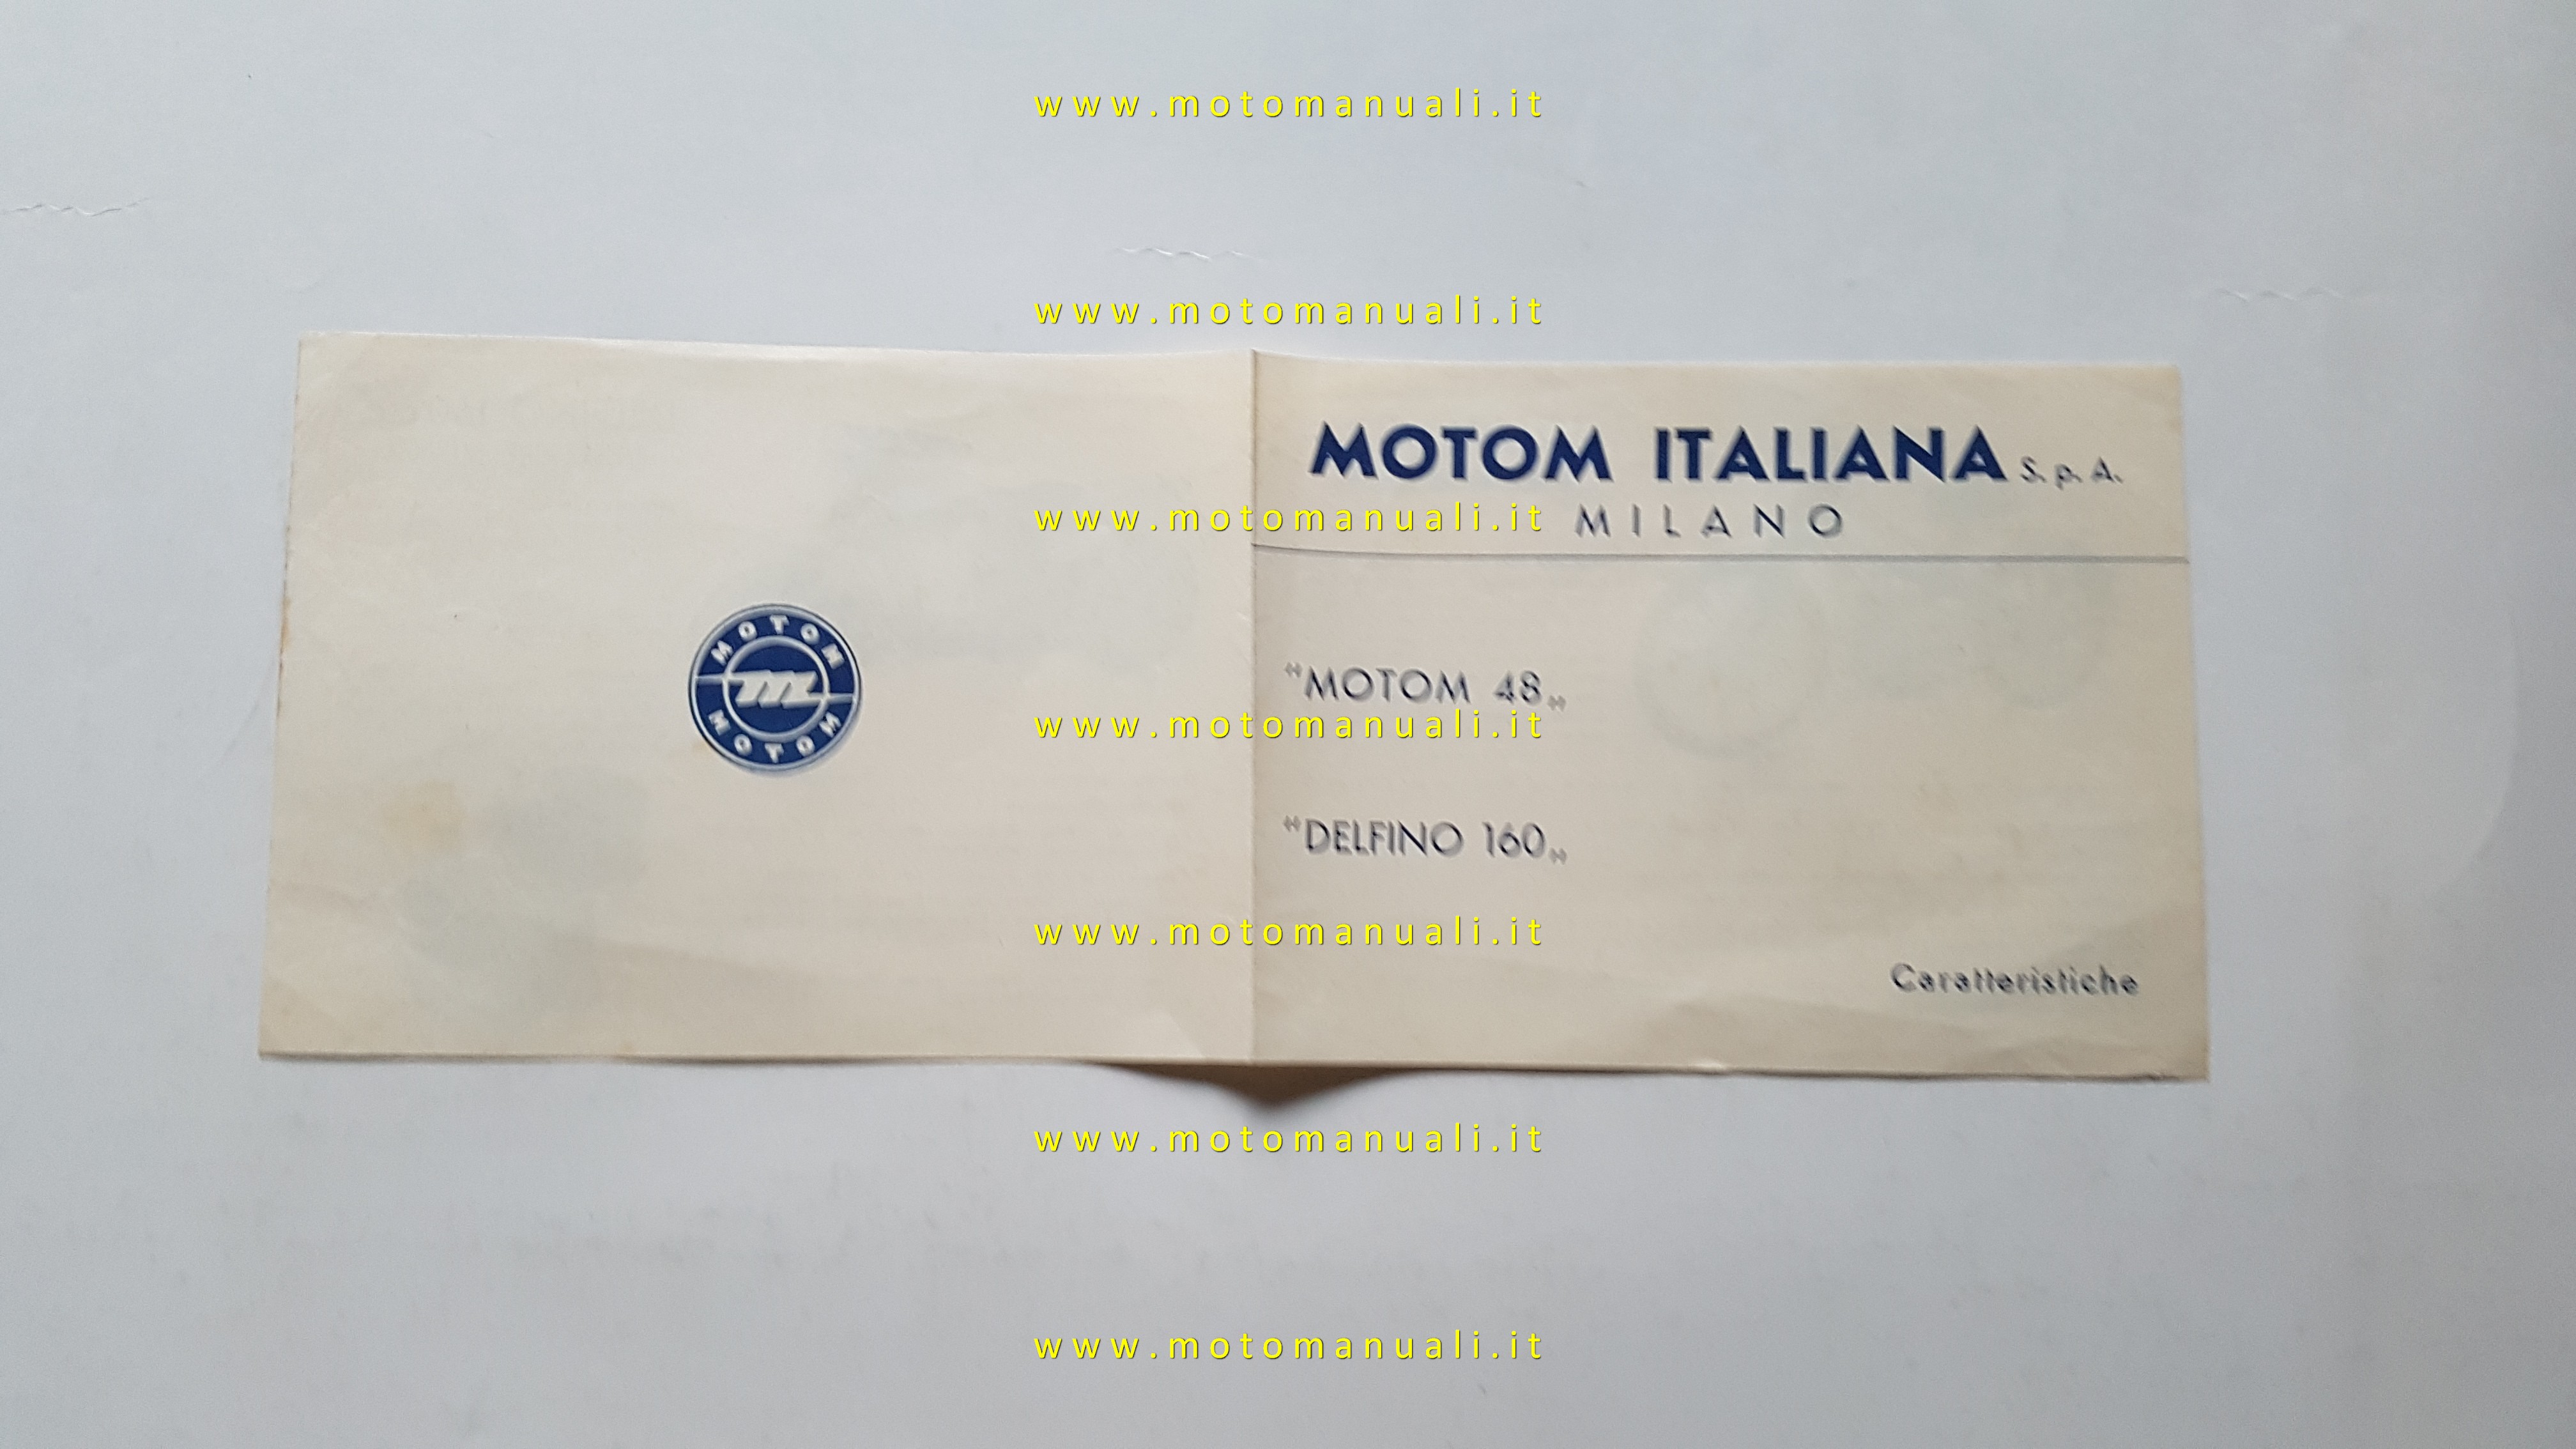 www.motomanuali.it
www.motomanuali.it
MOTOM ITALIANA S. p. A.
www.motomanuali.it
MILANO
MOTOM
m
MOTOM
"MOTOM 48„
www.motomanuali.it
"DELFINO 160„
www.motomanuali.it
Caratteristiche
www.motomanuali.it
www.motomanuali.it